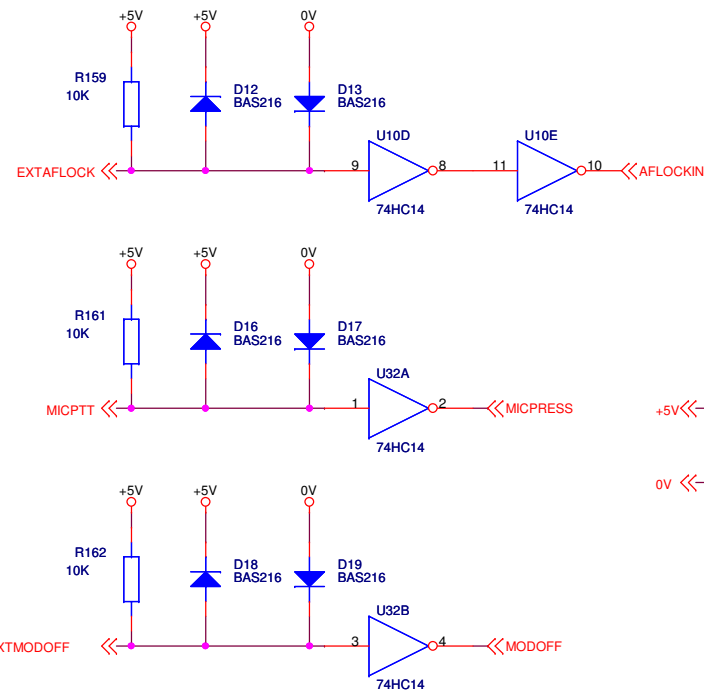 +5V +5V 0V
R159
10K
D12
BAS216
D13
BAS216
U10D
U10E
EXTAFLOCK
9
8
11
10
AFLOCKIN
74HC14
74HC14
+5V +5V 0V
R161
10K
D16
BAS216
D17
BAS216
U32A
MICPTT
1
2
MICPRESS
+5V
74HC14
0V
+5V +5V 0V
R162
10K
D18
BAS216
D19
BAS216
U32B
XTMODOFF
3
4
MODOFF
74HC14